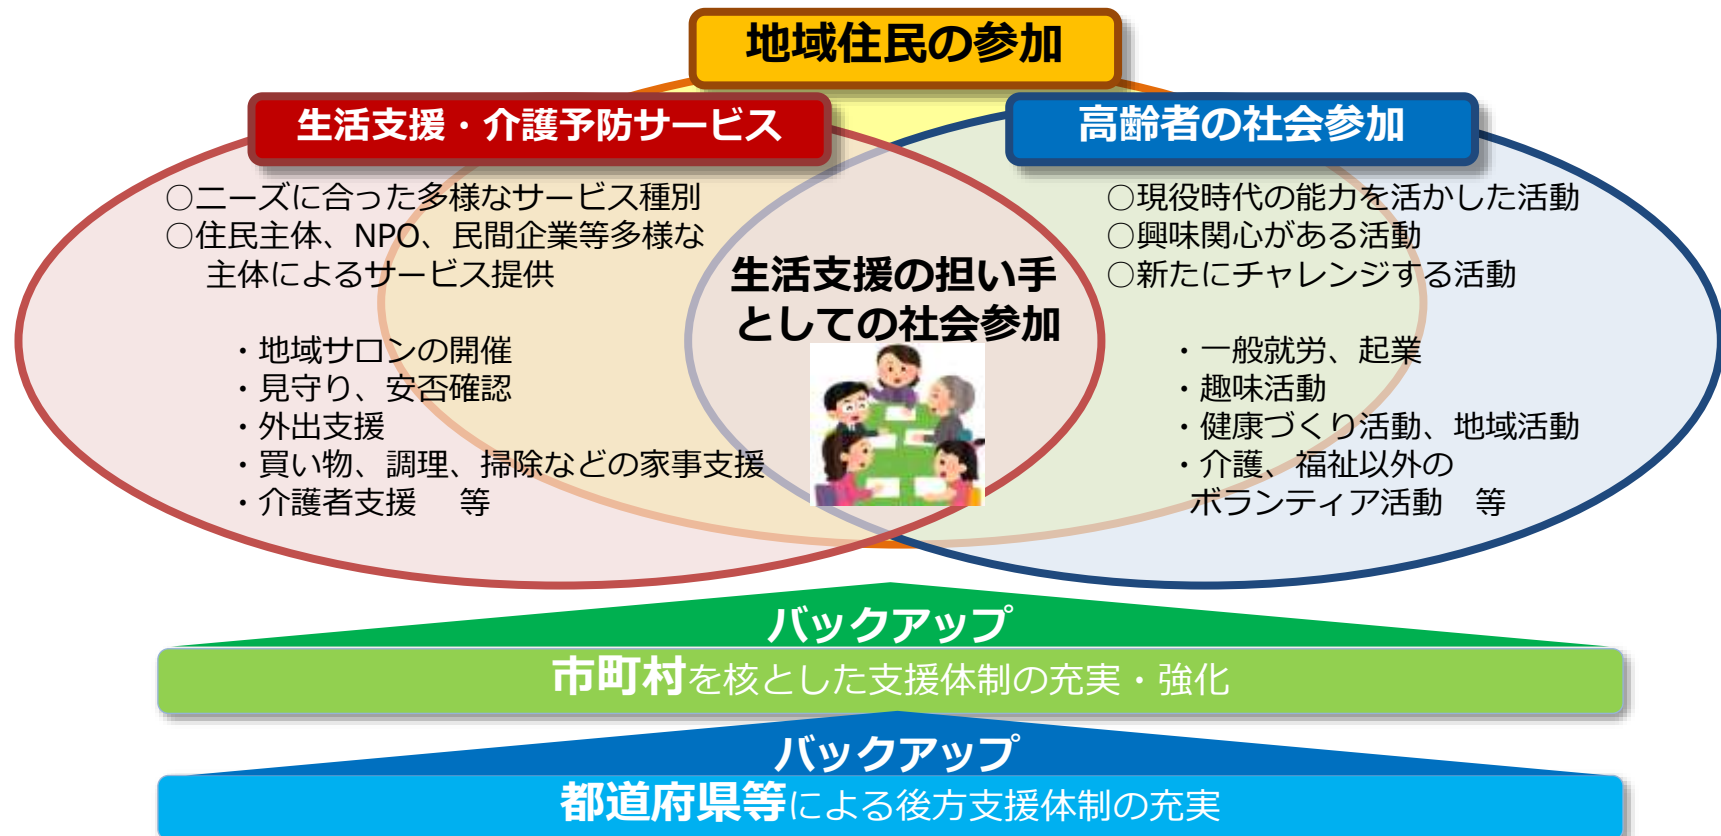 地域住民の参加
生活支援・介護予防サービス
○ニーズに合った多様なサービス種別
○住民主体、NPO、民間企業等多様な
主体によるサービス提供
・地域サロンの開催
・見守り、安否確認
・外出支援
・買い物、調理、掃除などの家事支援
・介護者支援　等
生活支援の担い手
としての社会参加
高齢者の社会参加
○現役時代の能力を活かした活動
○興味関心がある活動
○新たにチャレンジする活動
・一般就労、起業
・趣味活動
・健康づくり活動、地域活動
・介護、福祉以外の
ボランティア活動　等
バックアップ
市町村を核とした支援体制の充実・強化
バックアップ
都道府県等による後方支援体制の充実